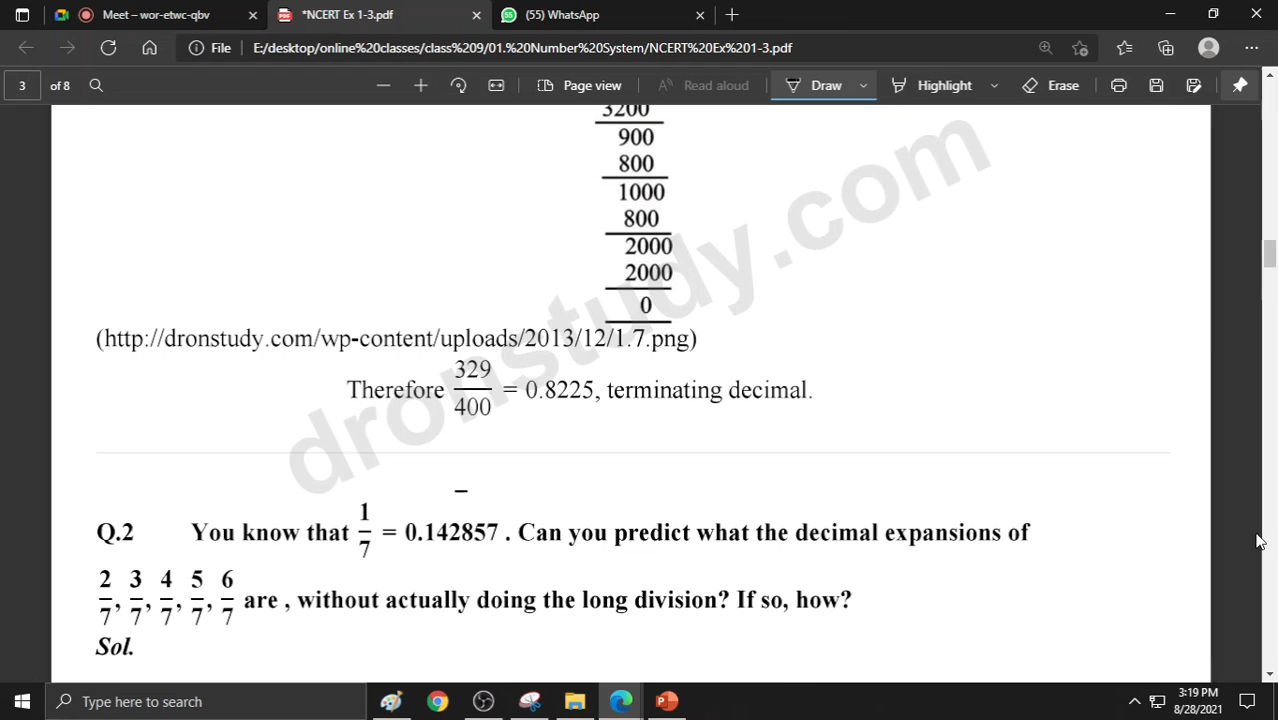 Meet – wor-etwc-qbv
*NCERT Ex 1-3.pdf
(55) WhatsApp
File E:/desktop/online%20classes/class%209/01.%20Number%20System/NCERT%20Ex%201-3.pdf
3 of 8 Page view Read aloud Draw Highlight Erase
3200
900
800
1000
800
2000
2000
0
dronstudy.com
(http://dronstudy.com/wp-content/uploads/2013/12/1.7.png)
Therefore 329/400 = 0.8225, terminating decimal.
Q.2 You know that 1/7 = 0.142857 . Can you predict what the decimal expansions of
2/7, 3/7, 4/7, 5/7, 6/7 are , without actually doing the long division? If so, how?
Sol.
Type here to search
3:19 PM
8/28/2021